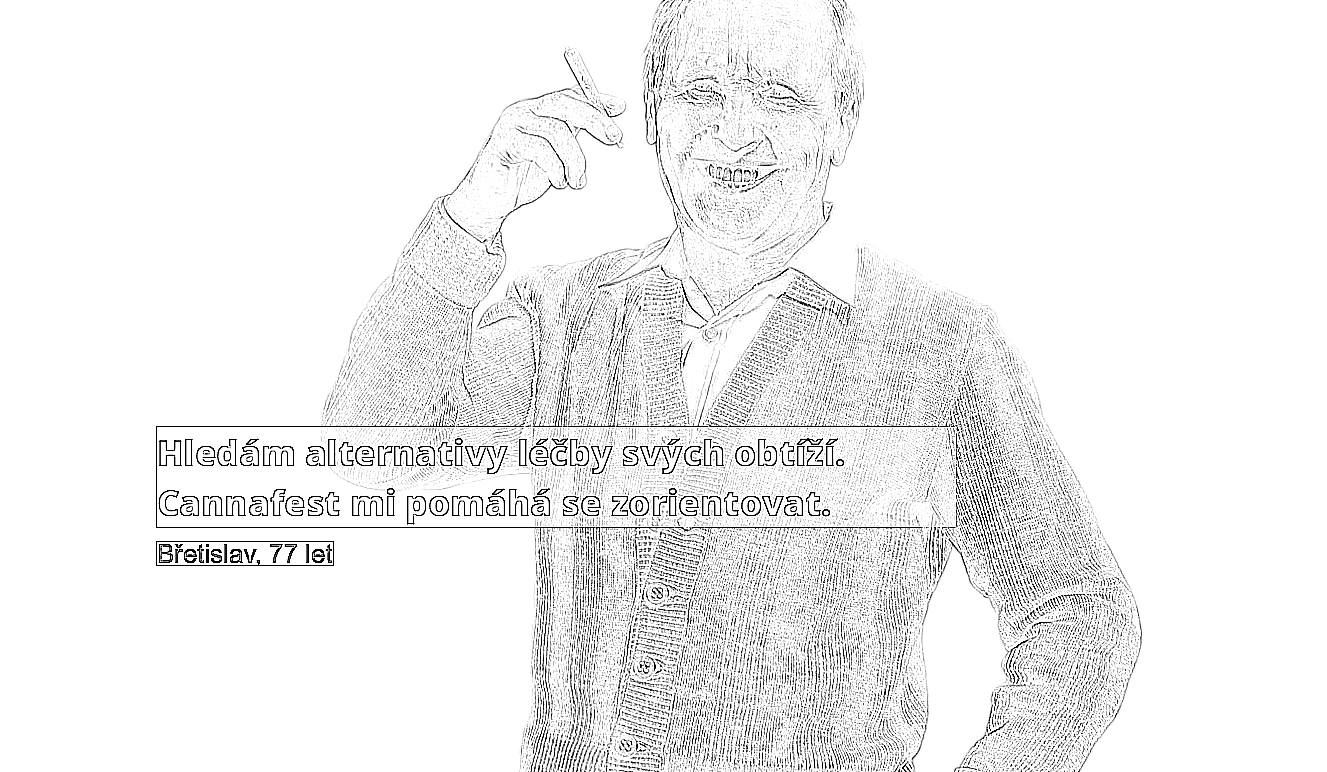 Hledám alternativy léčby svých obtíží.
Cannafest mi pomáhá se zorientovat.
Břetislav, 77 let